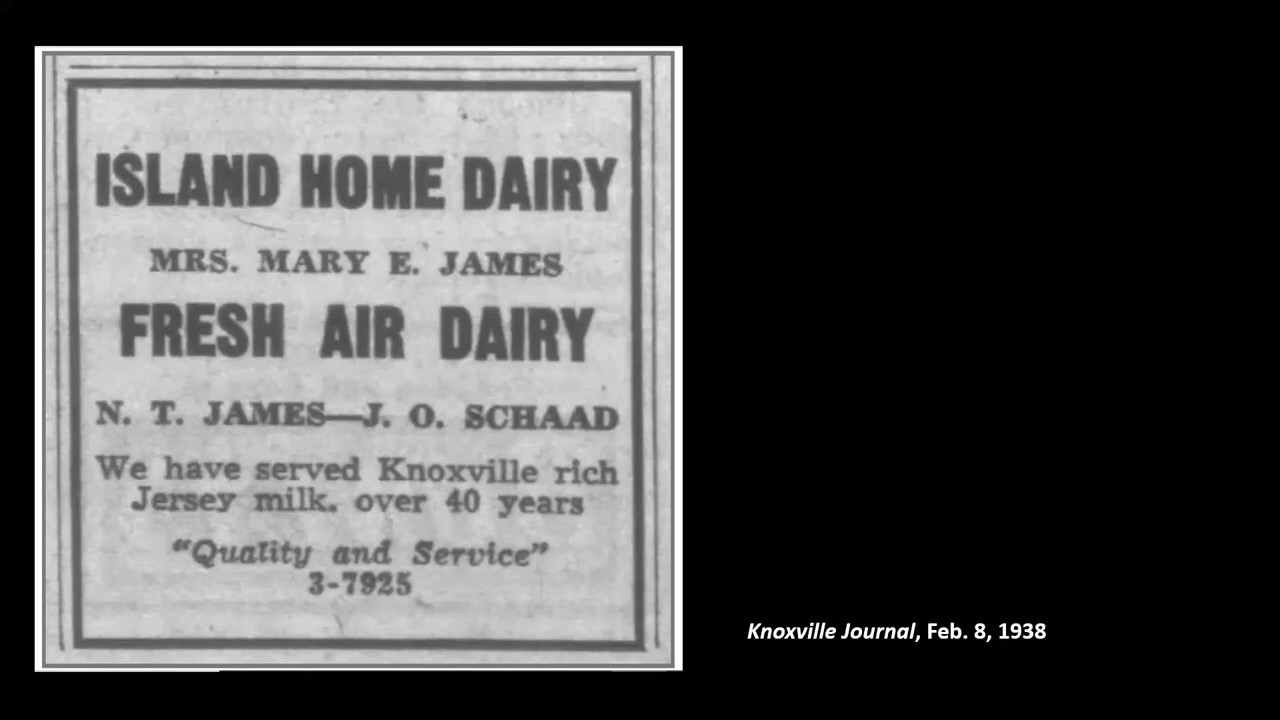 ISLAND HOME DAIRY
MRS. MARY E. JAMES
FRESH AIR DAIRY
N. T. JAMES—J. O. SCHAAD
We have served Knoxville rich
Jersey milk. over 40 years
"Quality and Service"
3-7925
Knoxville Journal, Feb. 8, 1938